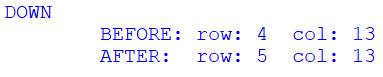 DOWN
BEFORE: row: 4  col: 13
AFTER:  row: 5  col: 13